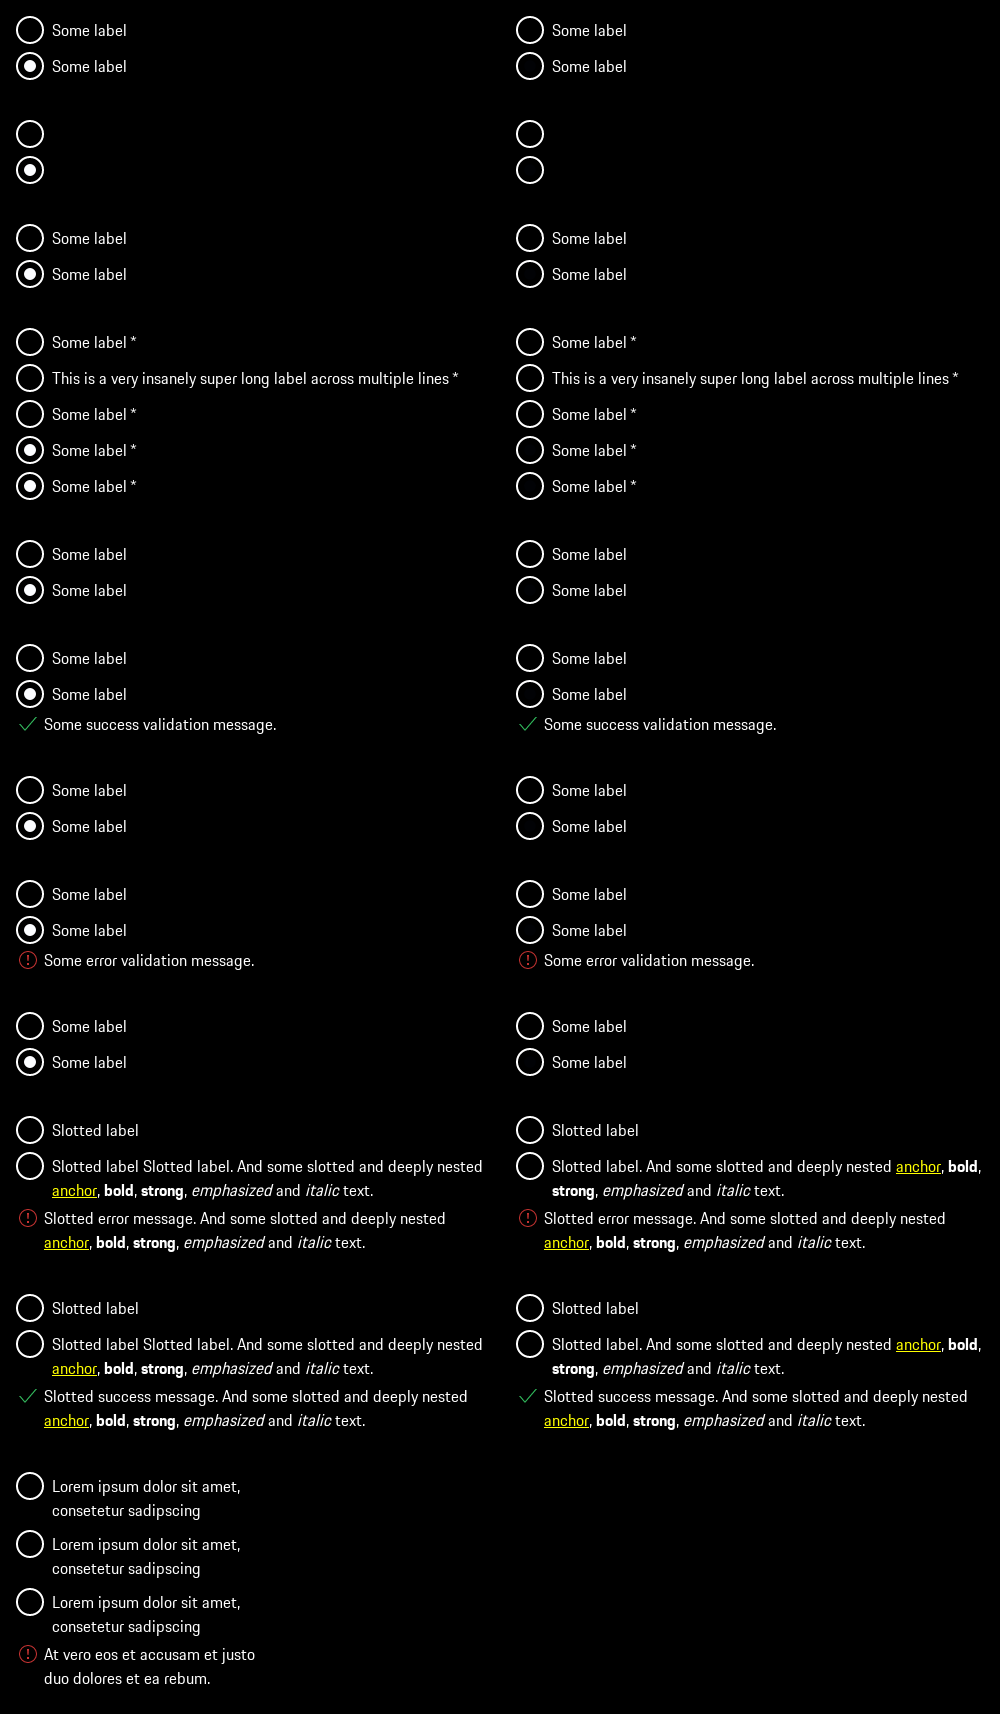 Some label
Some label
Some label
Some label
Some label *
This is a very insanely super long label across multiple lines *
Some label *
Some label *
Some label *
Some label
Some label
Some label
Some label
Some success validation message.
Some label
Some label
Some label
Some label
Some error validation message.
Some label
Some label
Slotted label
Slotted label Slotted label. And some slotted and deeply nested
anchor, bold, strong, emphasized and italic text.
Slotted error message. And some slotted and deeply nested
anchor, bold, strong, emphasized and italic text.
Slotted label
Slotted label Slotted label. And some slotted and deeply nested
anchor, bold, strong, emphasized and italic text.
Slotted success message. And some slotted and deeply nested
anchor, bold, strong, emphasized and italic text.
Lorem ipsum dolor sit amet,
consetetur sadipscing
Lorem ipsum dolor sit amet,
consetetur sadipscing
Lorem ipsum dolor sit amet,
consetetur sadipscing
At vero eos et accusam et justo
duo dolores et ea rebum.
Some label
Some label
Some label
Some label
Some label *
This is a very insanely super long label across multiple lines *
Some label *
Some label *
Some label *
Some label
Some label
Some label
Some label
Some success validation message.
Some label
Some label
Some label
Some label
Some error validation message.
Some label
Some label
Slotted label
Slotted label. And some slotted and deeply nested anchor, bold,
strong, emphasized and italic text.
Slotted error message. And some slotted and deeply nested
anchor, bold, strong, emphasized and italic text.
Slotted label
Slotted label. And some slotted and deeply nested anchor, bold,
strong, emphasized and italic text.
Slotted success message. And some slotted and deeply nested
anchor, bold, strong, emphasized and italic text.